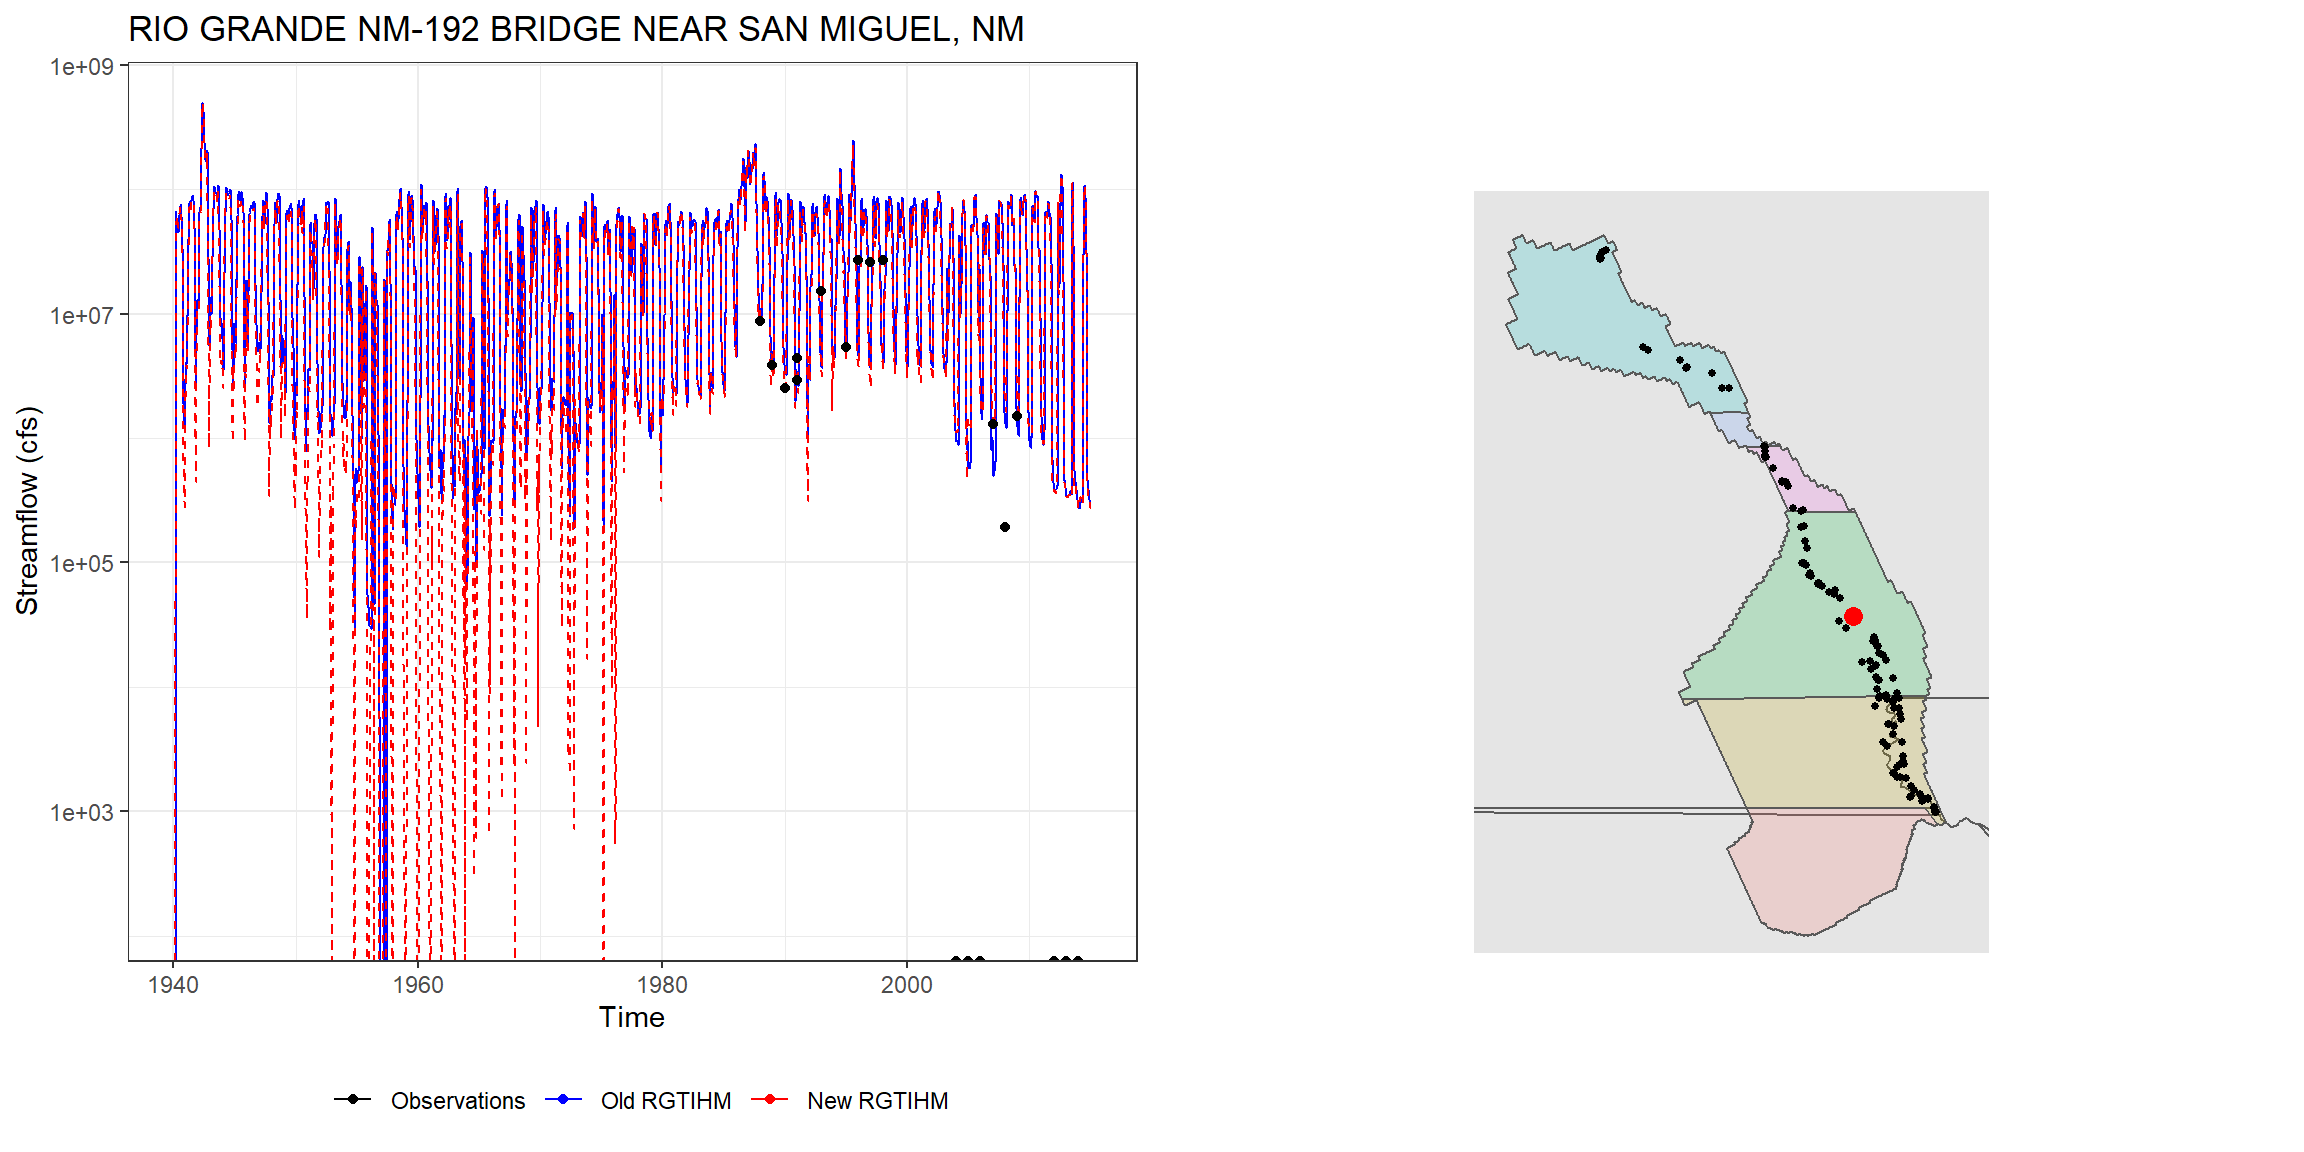 RIO GRANDE NM-192 BRIDGE NEAR SAN MIGUEL, NM
1e+09
1e+07
1e+05
1e+03
Streamflow (cfs)
1940 1960 1980 2000
Time
Observations Old RGTIHM New RGTIHM